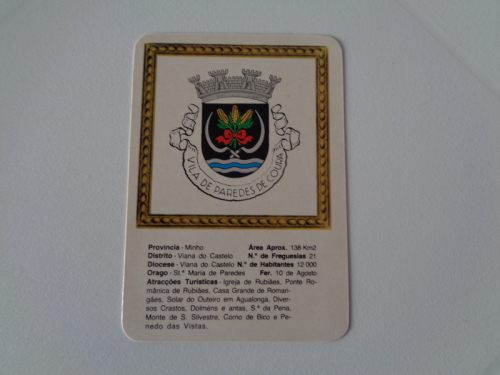 VILA DE PAREDES DE COURA
Província - Minho Área Aprox. 138 Km2
Distrito - Viana do Castelo N.º de Freguesias 21
Diocese - Viana do Castelo N.º de Habitantes 12 000
Orago - St.ª Maria de Paredes Fer. 10 de Agosto
Atracções Turísticas - Igreja de Rubiães, Ponte Ro-
mânica de Rubiães, Casa Grande de Romari-
gães, Solar do Outeiro em Agualonga, Diver-
sos Crastos, Dolméns e antas, S.ª da Pena,
Monte de S. Silvestre, Corno de Bico e Pe-
nedo das Vistas.